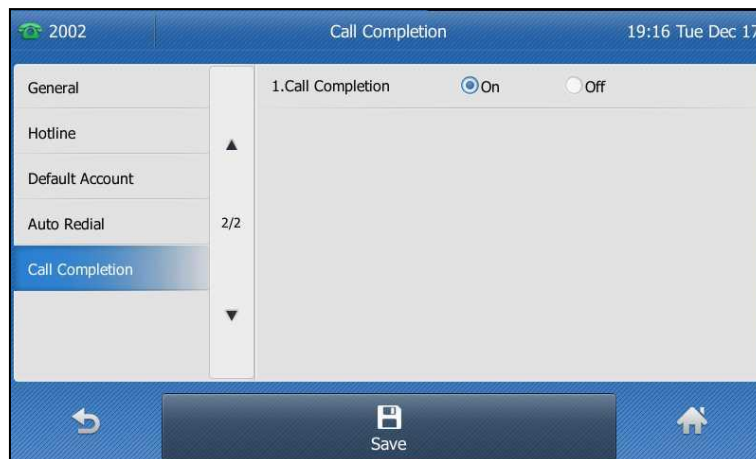 2002 Call Completion 19:16 Tue Dec 17
General
Hotline
Default Account
Auto Redial
Call Completion
2/2
1.Call Completion On Off
Save